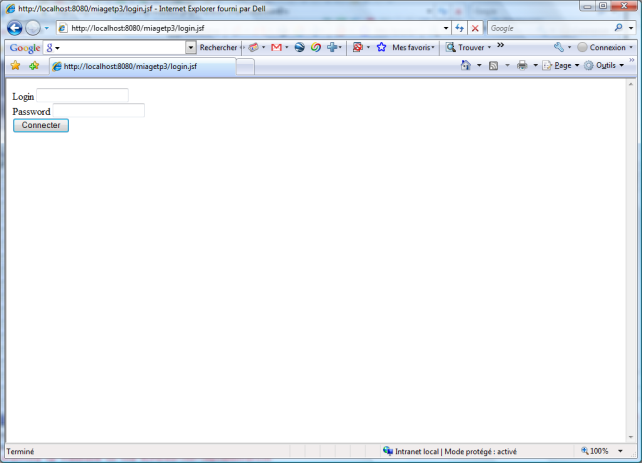 http://localhost:8080/miagetp3/login.jsf - Internet Explorer fourni par Dell
http://localhost:8080/miagetp3/login.jsf
Google
Google
Rechercher
Mes favoris
Trouver
Connexion
http://localhost:8080/miagetp3/login.jsf
Page
Outils
Login
Password
Connecter
Terminé
Intranet local | Mode protégé : activé
100%